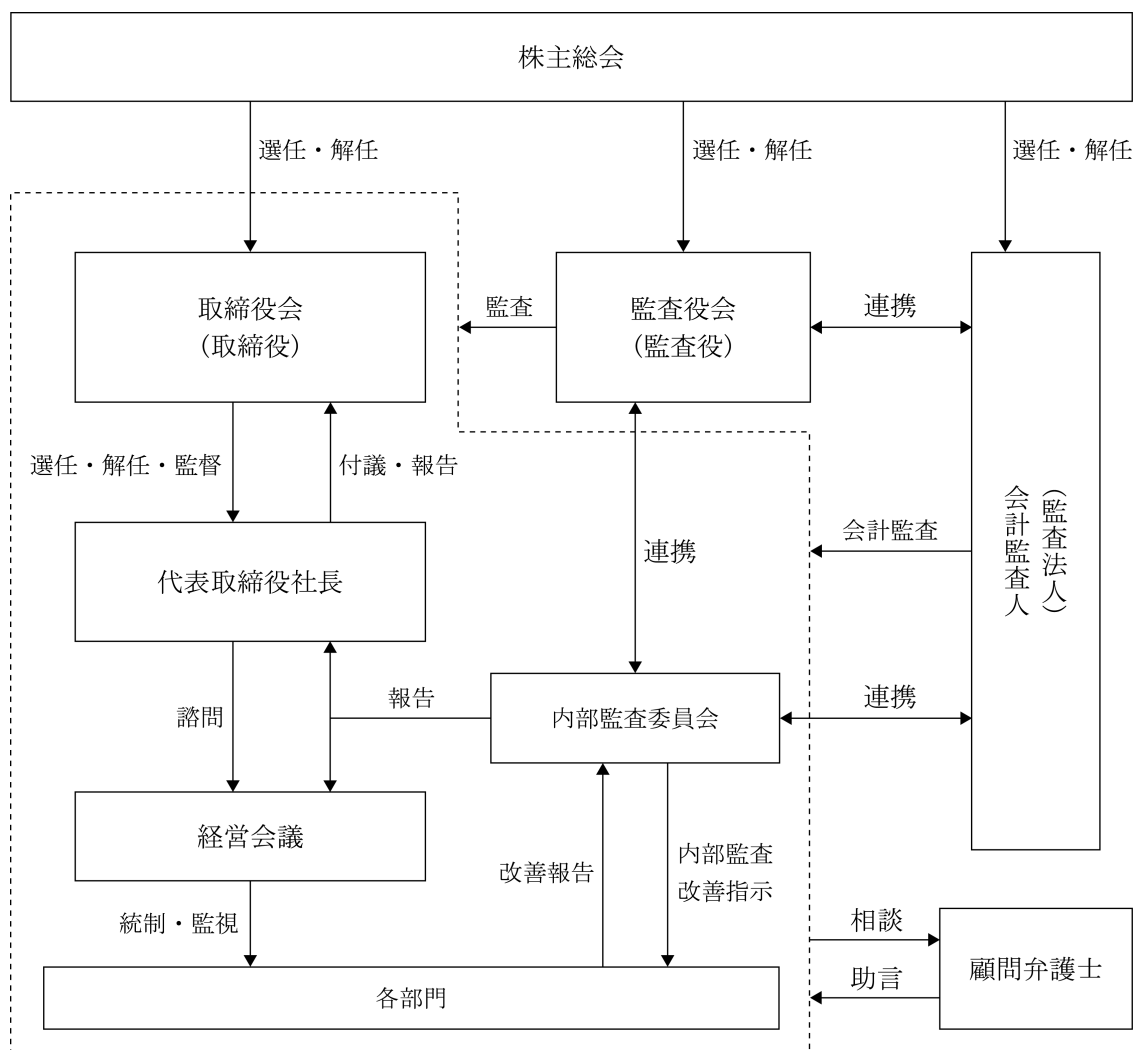 株主総会
選任・解任
選任・解任
選任・解任
取締役会
(取締役)
監査
監査役会
(監査役)
連携
選任・解任・監督
付議・報告
会計監査人
(監査法人)
会計監査
代表取締役社長
連携
諮問
報告
内部監査委員会
連携
経営会議
改善報告
内部監査
改善指示
統制・監視
相談
助言
顧問弁護士
各部門